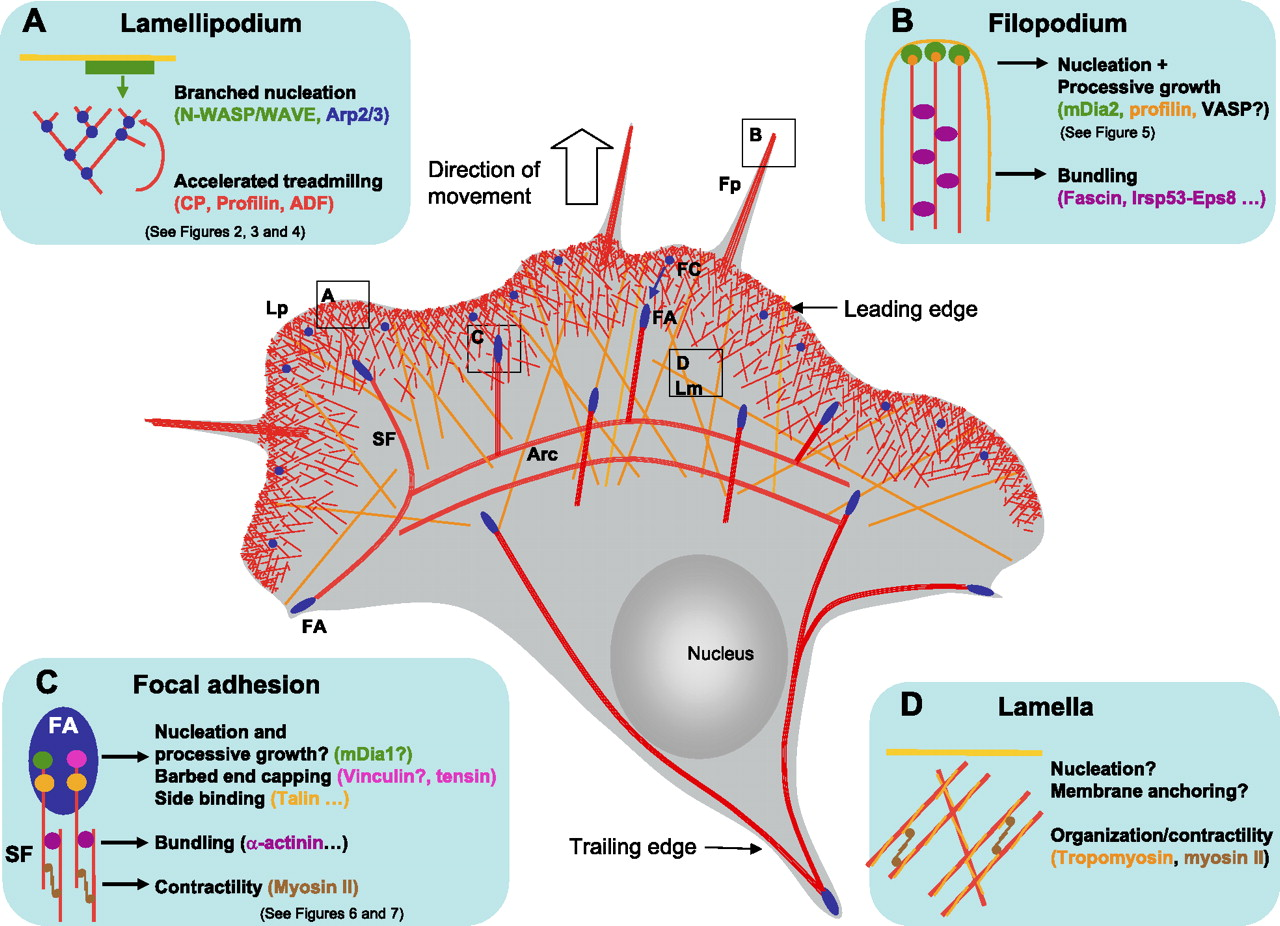 A
Lamellipodium
Branched nucleation
(N-WASP/WAVE, Arp2/3)
Accelerated treadmilling
(CP, Profilin, ADF)
(See Figures 2, 3 and 4)
B
Filopodium
Nucleation +
Processive growth
(mDia2, profilin, VASP?)
(See Figure 5)
Bundling
(Fascin, Irsp53-Eps8 ...)
Direction of
movement
B
Fp
FC
A
Lp
FA
Leading edge
C
D
Lm
SF
Arc
FA
Nucleus
Trailing edge
C
Focal adhesion
FA
Nucleation and
processive growth? (mDia1?)
Barbed end capping (Vinculin?, tensin)
Side binding (Talin ...)
SF
Bundling (α-actinin...)
Contractility (Myosin II)
(See Figures 6 and 7)
D
Lamella
Nucleation?
Membrane anchoring?
Organization/contractility
(Tropomyosin, myosin II)